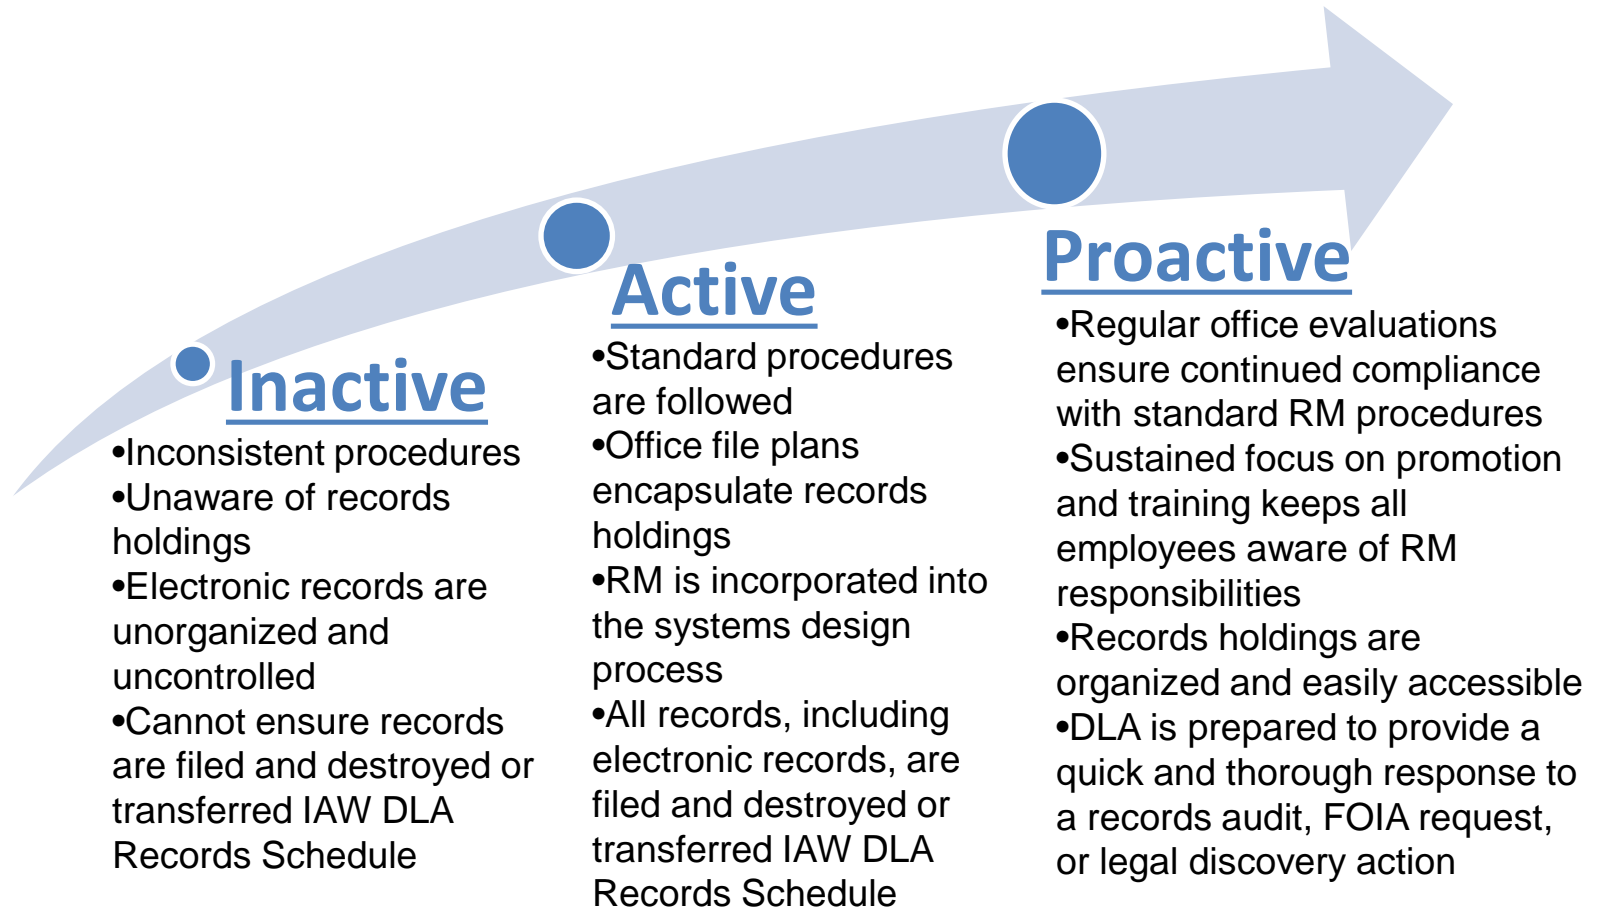 Inactive
•Inconsistent procedures
•Unaware of records
holdings
•Electronic records are
unorganized and
uncontrolled
•Cannot ensure records
are filed and destroyed or
transferred IAW DLA
Records Schedule
Active
•Standard procedures
are followed
•Office file plans
encapsulate records
holdings
•RM is incorporated into
the systems design
process
•All records, including
electronic records, are
filed and destroyed or
transferred IAW DLA
Records Schedule
Proactive
•Regular office evaluations
ensure continued compliance
with standard RM procedures
•Sustained focus on promotion
and training keeps all
employees aware of RM
responsibilities
•Records holdings are
organized and easily accessible
•DLA is prepared to provide a
quick and thorough response to
a records audit, FOIA request,
or legal discovery action